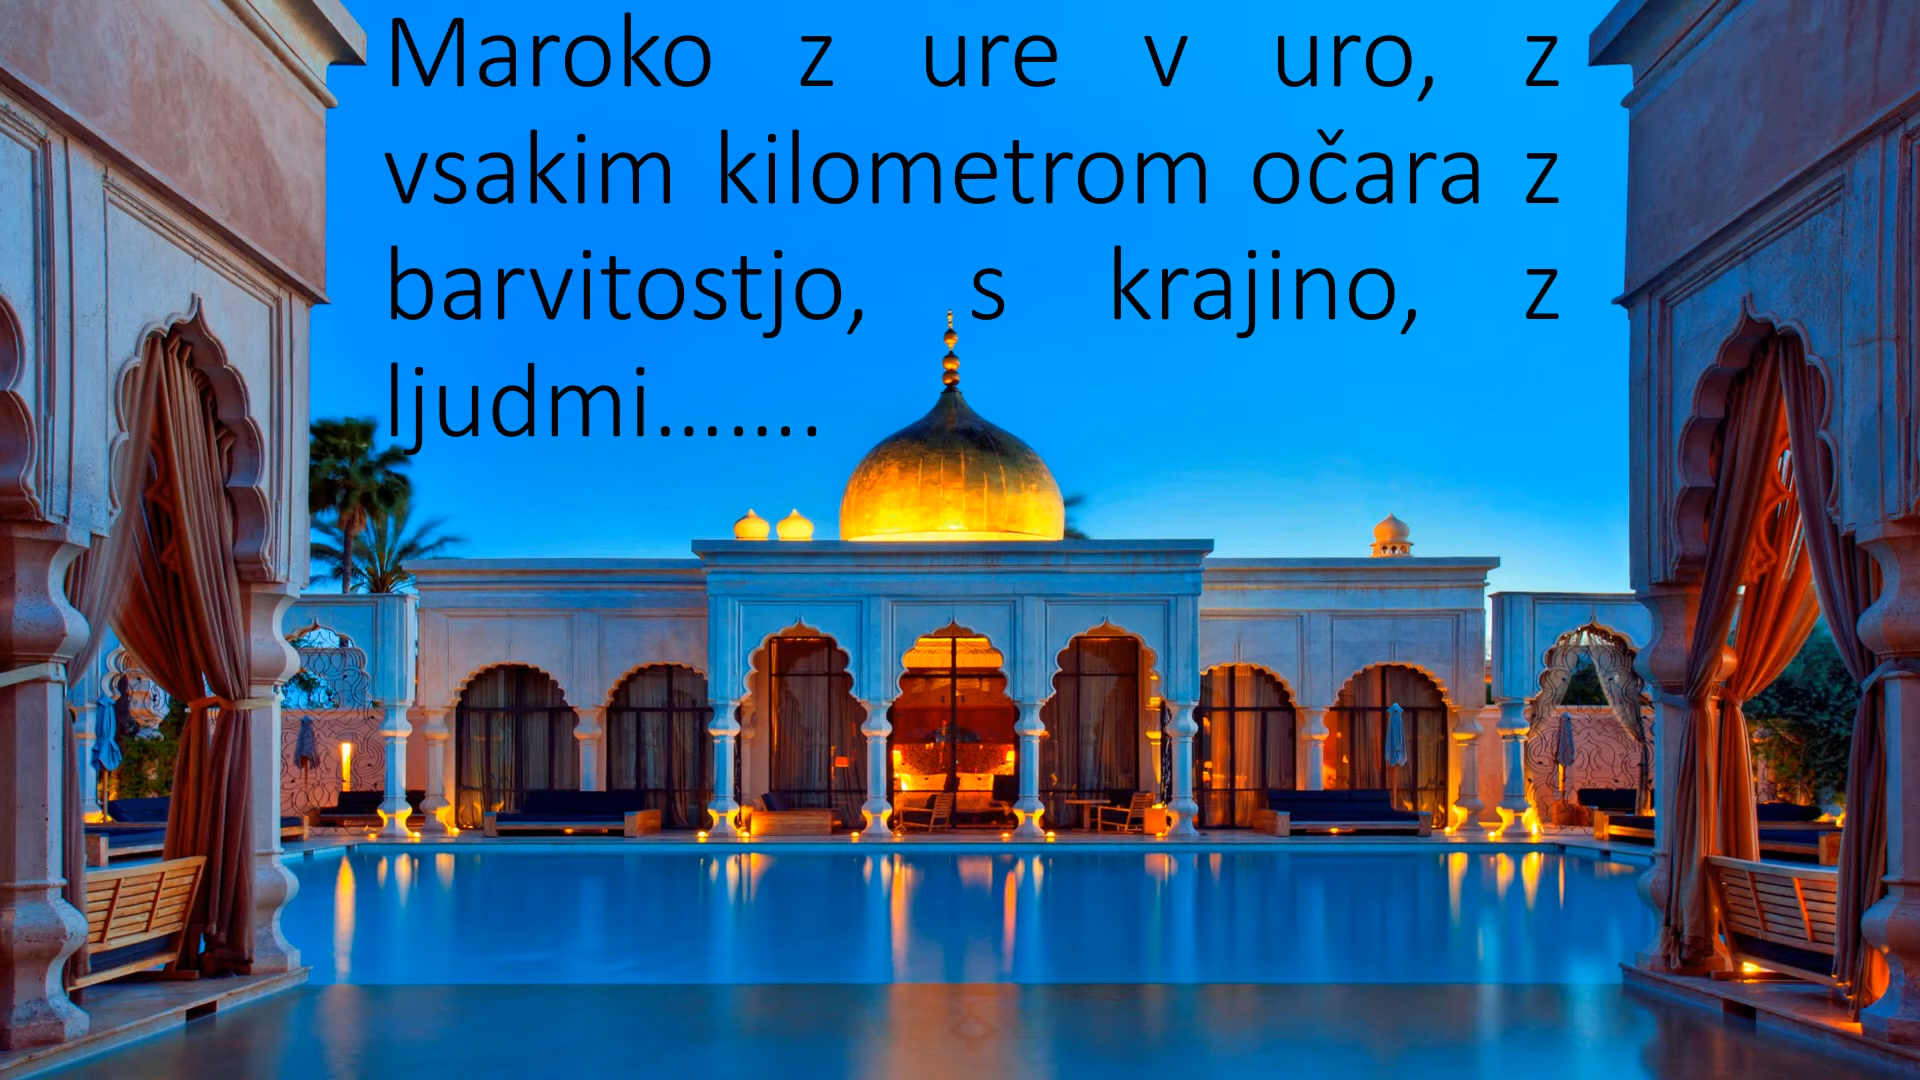 Maroko z ure v uro, z
vsakim kilometrom očara z
barvitostjo, s krajino, z
ljudmi.......